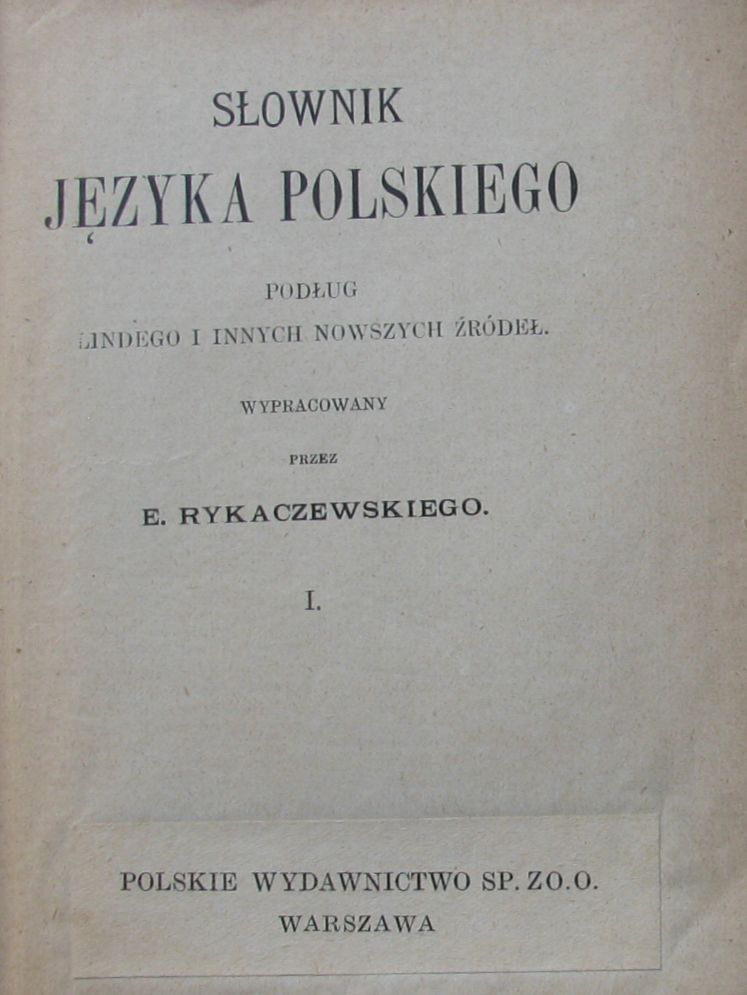 SŁOWNIK
JĘZYKA POLSKIEGO
PODŁUG
LINDEGO I INNYCH NOWSZYCH ŹRÓDEŁ.
WYPRACOWANY
PRZEZ
E. RYKACZEWSKIEGO.
I.
POLSKIE WYDAWNICTWO SP. ZO.O.
WARSZAWA